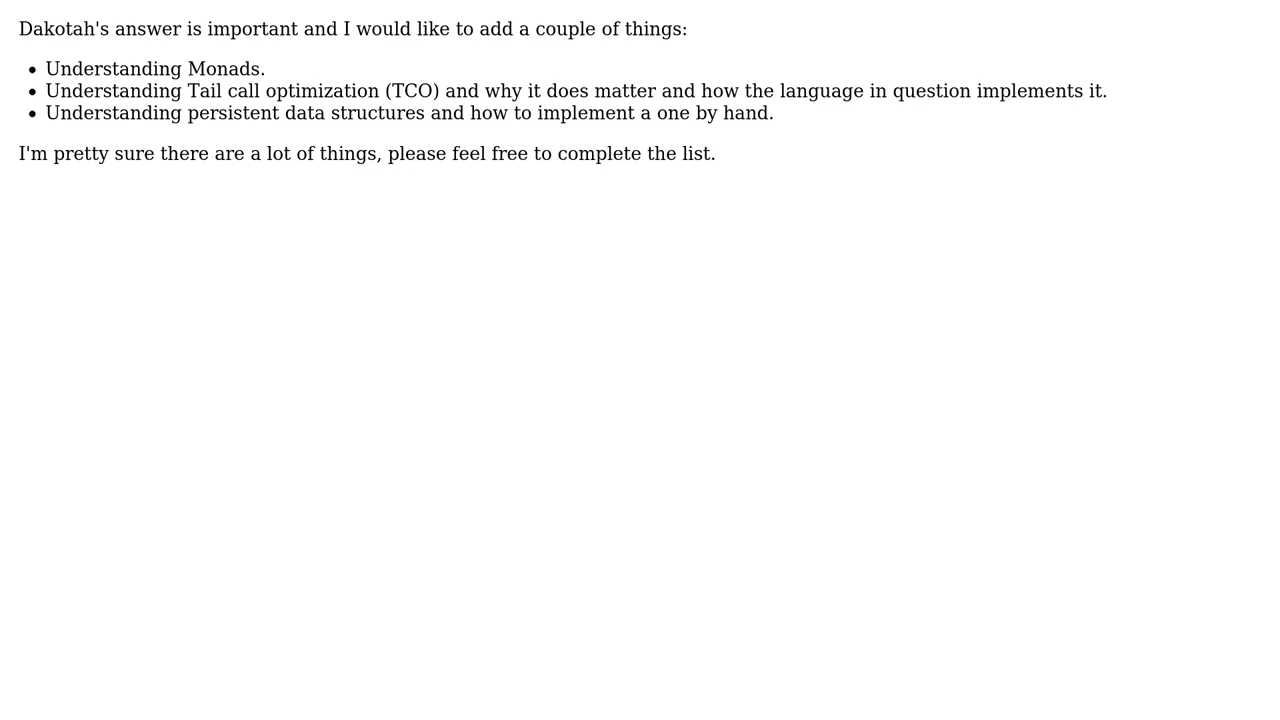 Dakotah's answer is important and I would like to add a couple of things:
• Understanding Monads.
• Understanding Tail call optimization (TCO) and why it does matter and how the language in question implements it.
• Understanding persistent data structures and how to implement a one by hand.
I'm pretty sure there are a lot of things, please feel free to complete the list.